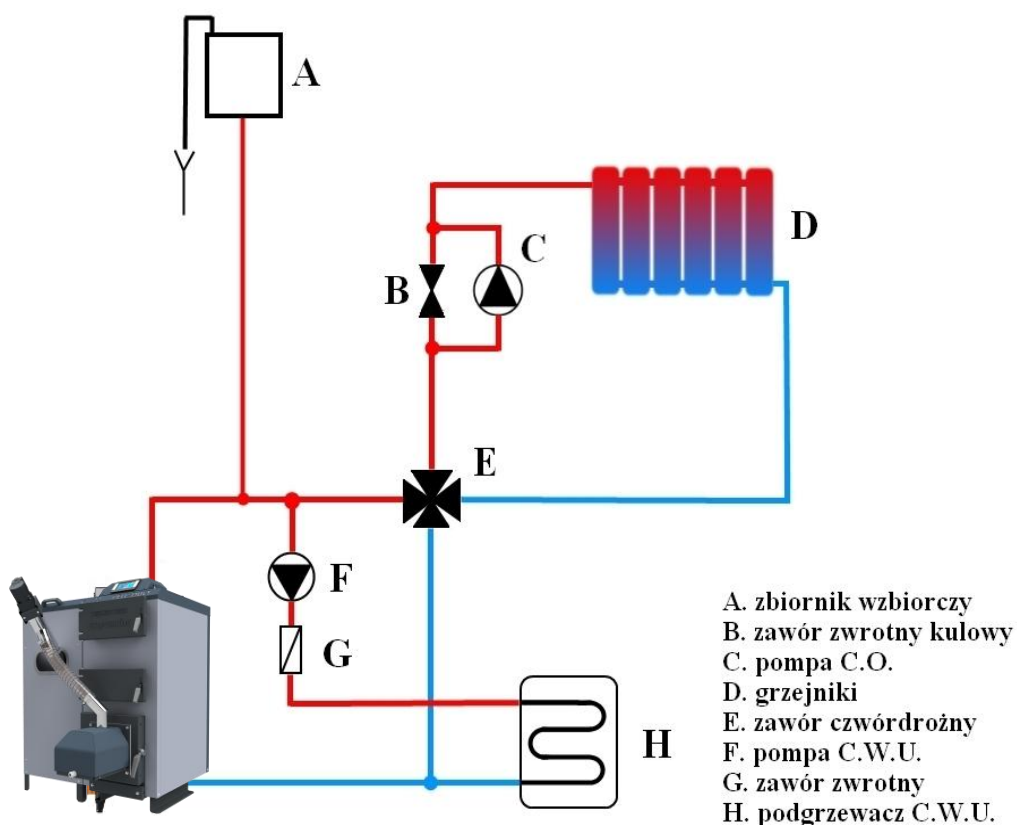 A
D
C
B
E
F
G
H
A. zbiornik wzbiorczy
B. zawór zwrotny kulowy
C. pompa C.O.
D. grzejniki
E. zawór czwórdrożny
F. pompa C.W.U.
G. zawór zwrotny
H. podgrzewacz C.W.U.